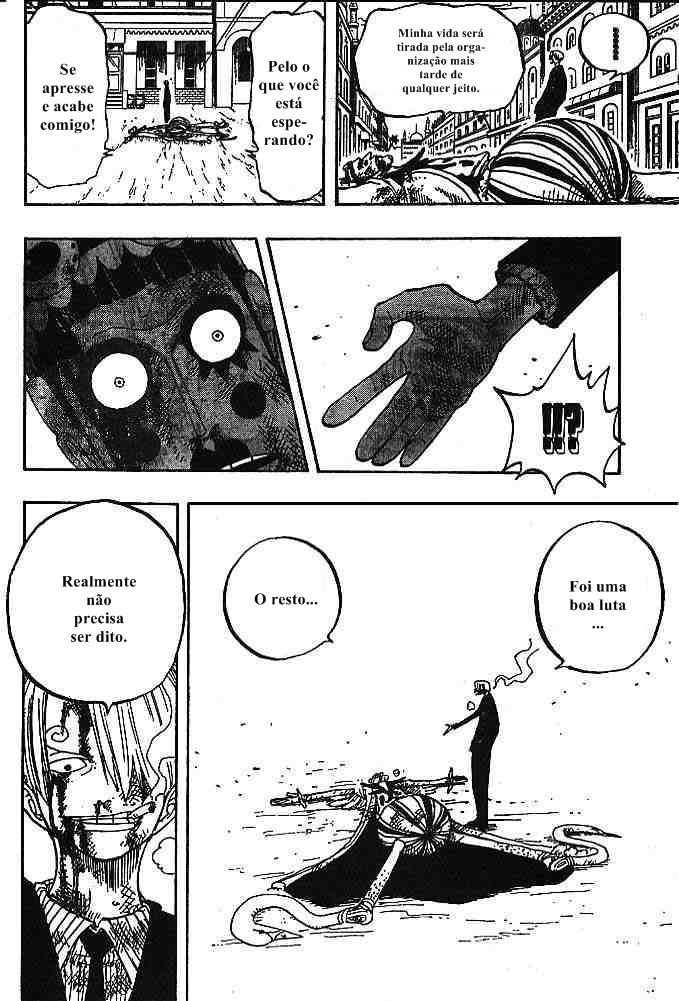 .......
Minha vida será
tirada pela orga-
nização mais
tarde de
qualquer jeito.
Pelo o
que você
está
espe-
rando?
Se
apresse
e acabe
comigo!
!!!?
Foi uma
boa luta
...
O resto...
Realmente
não
precisa
ser dito.